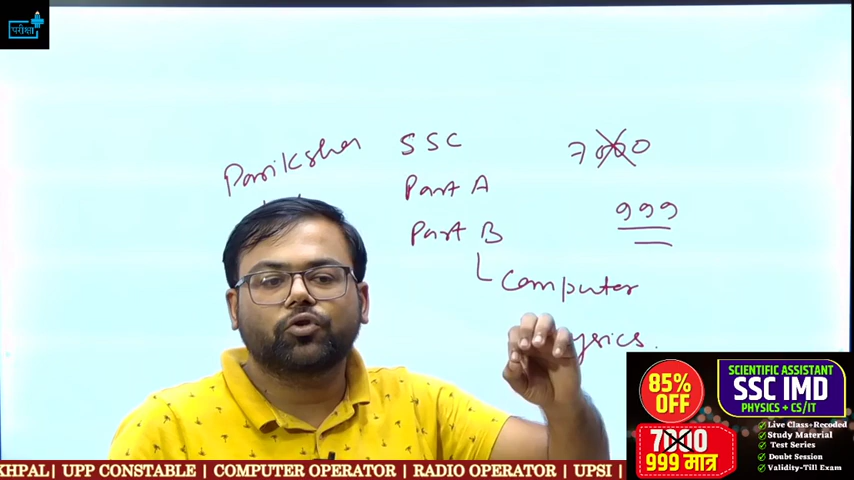 परीक्षा
Pariksha
SSC
7000
Part A
999
Part B
Computer
ysics.
85%
OFF
SCIENTIFIC ASSISTANT
SSC IMD
PHYSICS + CS/IT
7000
999 मात्र
Live Class+Recoded
Study Material
Test Series
Doubt Session
Validity-Till Exam
KHPAL| UPP CONSTABLE | COMPUTER OPERATOR | RADIO OPERATOR | UPSI |